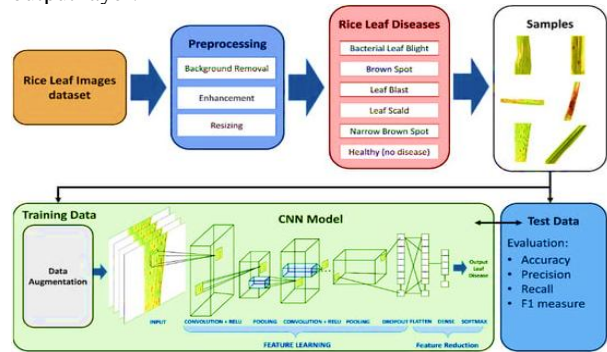 output layer.
Rice Leaf Images
dataset
Preprocessing
Background Removal
Enhancement
Resizing
Rice Leaf Diseases
Bacterial Leaf Blight
Brown Spot
Leaf Blast
Leaf Scald
Narrow Brown Spot
Healthy (no disease)
Samples
Training Data
Data
Augmentation
CNN Model
INPUT
CONVOLUTION + RELU
POOLING
CONVOLUTION + RELU
POOLING
DROPOUT
FLATTEN
DENSE
SOFTMAX
FEATURE LEARNING
Feature Reduction
Output
Leaf
Disease
Test Data
Evaluation:
• Accuracy
• Precision
• Recall
• F1 measure